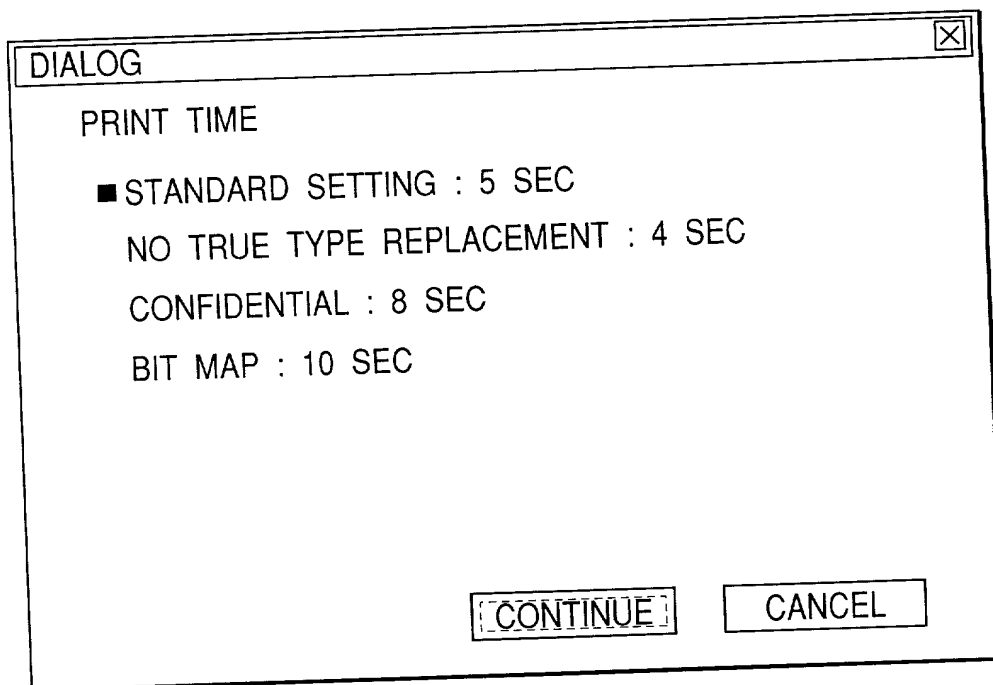 DIALOG
PRINT TIME
■ STANDARD SETTING : 5 SEC
NO TRUE TYPE REPLACEMENT : 4 SEC
CONFIDENTIAL : 8 SEC
BIT MAP : 10 SEC
CONTINUE
CANCEL